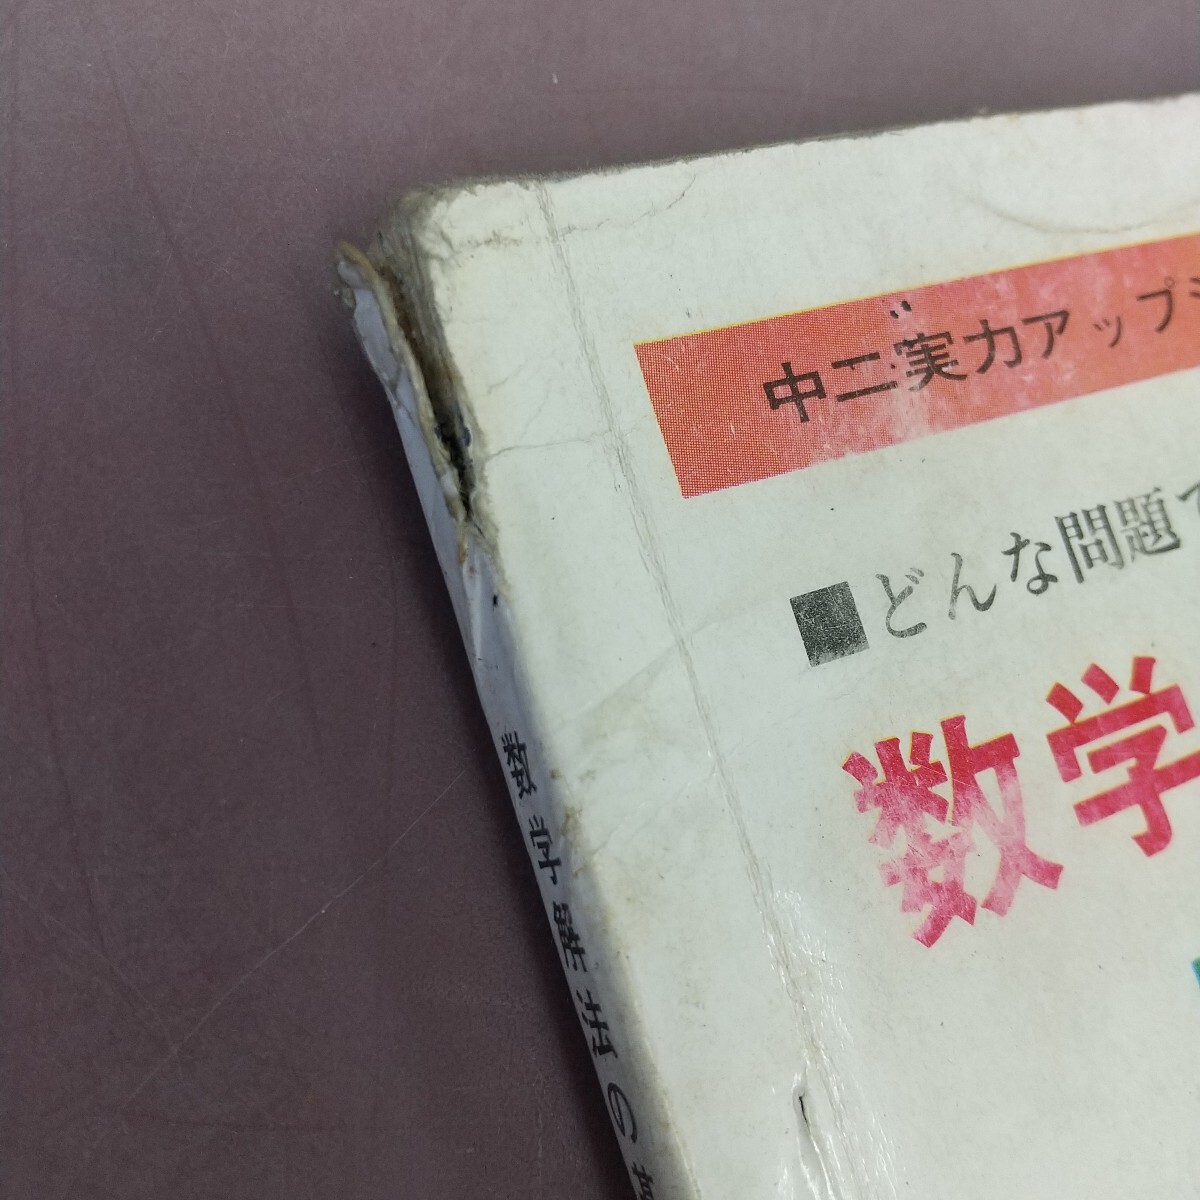 中二実力アップシ
■どんな問題で
数学
数学解法の